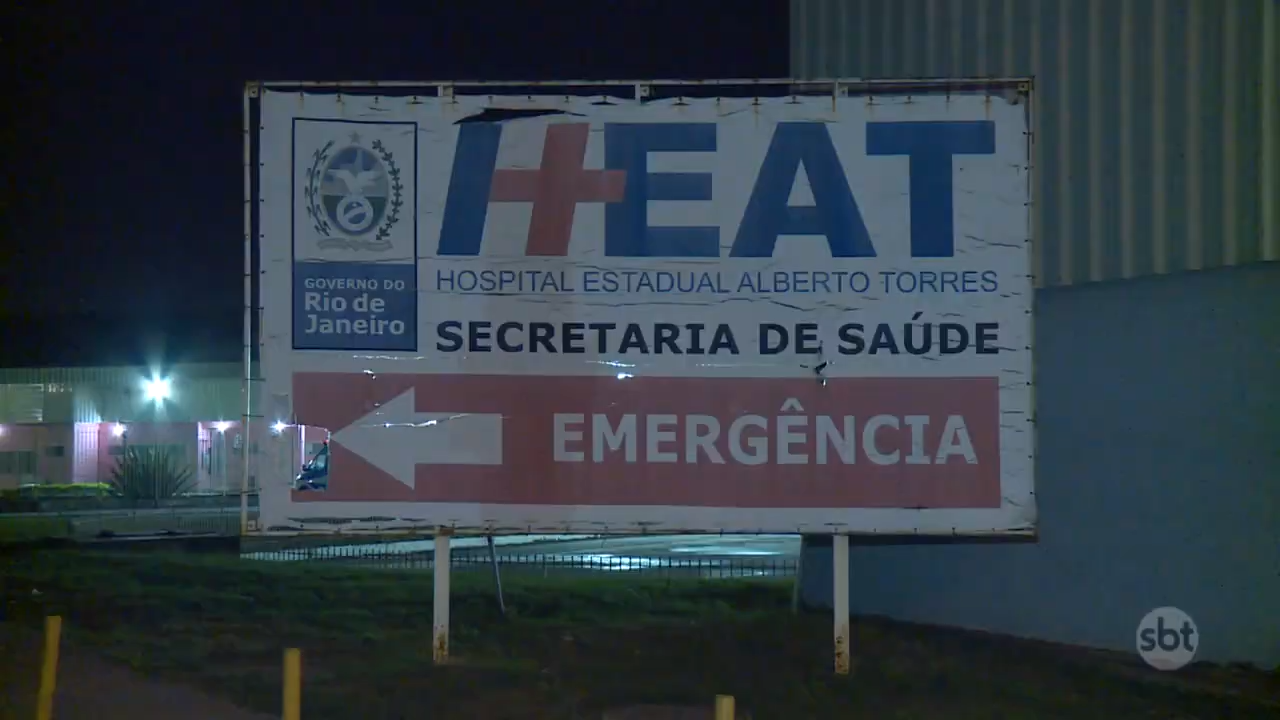 HEAT
HOSPITAL ESTADUAL ALBERTO TORRES
SECRETARIA DE SAÚDE
GOVERNO DO
Rio de
Janeiro
EMERGÊNCIA
sbt